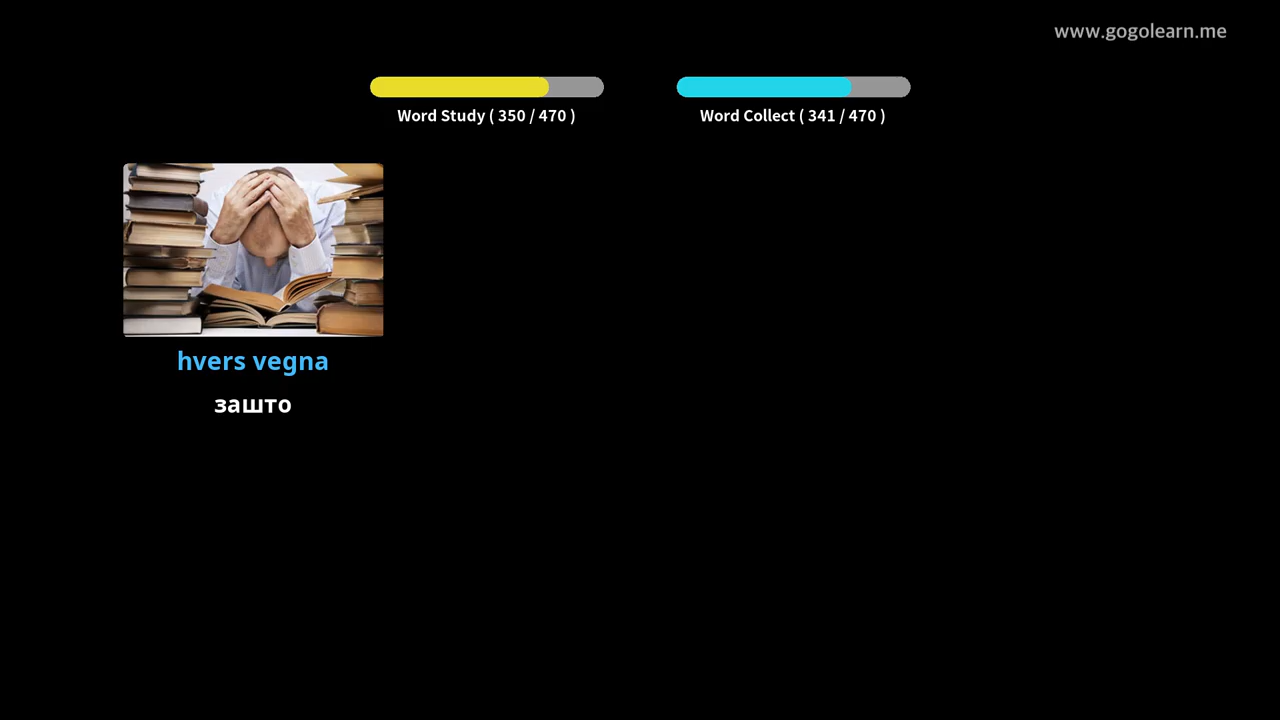 www.gogolearn.me
Word Study ( 350 / 470 )
Word Collect ( 341 / 470 )
hvers vegna
зашто